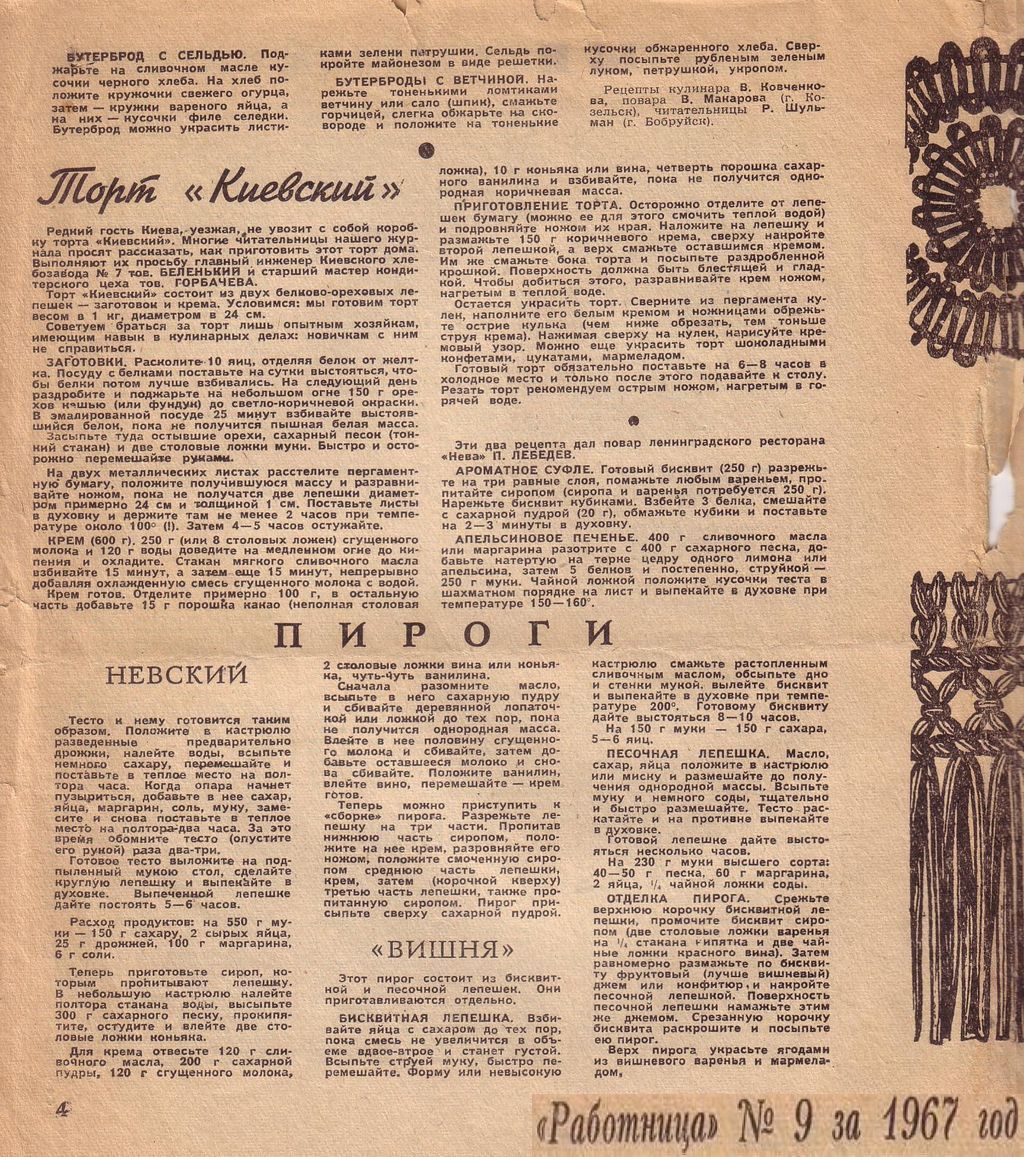 БУТЕРБРОД С СЕЛЬДЬЮ. Под-
жарьте на сливочном масле ку-
сочки черного хлеба. На хлеб по-
ложите кружочки свежего огурца,
затем — кружки вареного яйца, а
на них — кусочки филе селедки.
Бутерброд можно украсить листи-
ками зелени петрушки. Сельдь по-
кройте майонезом в виде решетки.
БУТЕРБРОДЫ С ВЕТЧИНОЙ. На-
режьте тоненькими ломтиками
ветчину или сало (шпик), смажьте
горчицей, слегка обжарьте на ско-
вороде и положите на тоненькие
кусочки обжаренного хлеба. Свер-
ху посыпьте рубленым зеленым
луком, петрушкой, укропом.
Рецепты кулинара В. Ковченко-
ва, повара В. Макарова (г. Ко-
зельск), читательницы Р. Шуль-
ман (г. Бобруйск).
Торт «Киевский»
Редкий гость Киева, уезжая, не увозит с собой короб-
ку торта «Киевский». Многие читательницы нашего жур-
нала просят рассказать, как приготовить этот торт дома.
Выполняют их просьбу главный инженер Киевского хле-
бозавода № 7 тов. БЕЛЕНЬКИЙ и старший мастер конди-
терского цеха тов. ГОРБАЧЕВА.
Торт «Киевский» состоит из двух белково-ореховых ле-
пешек — заготовок и крема. Условимся: мы готовим торт
весом в 1 кг, диаметром в 24 см.
Советуем браться за торт лишь опытным хозяйкам,
имеющим навык в кулинарных делах: новичкам с ним
не справиться.
ЗАГОТОВКИ. Расколите 10 яиц, отделяя белок от желт-
ка. Посуду с белками поставьте на сутки выстояться, что-
бы белки потом лучше взбивались. На следующий день
раздробите и поджарьте на небольшом огне 150 г оре-
хов кешью (или фундун) до светло-коричневой окраски.
В эмалированной посуде 25 минут взбивайте выстояв-
шийся белок, пока не получится пышная белая масса.
Засыпьте туда остывшие орехи, сахарный песок (тон-
кий стакан) и две столовые ложки муки. Быстро и осто-
рожно перемешайте руками.
На двух металлических листах расстелите пергамент-
ную бумагу, положите получившуюся массу и разравни-
вайте ножом, пока не получатся две лепешки диамет-
ром примерно 24 см и толщиной 1 см. Поставьте листы
в духовку и держите там не менее 2 часов при темпе-
ратуре около 100° (!). Затем 4—5 часов остужайте.
КРЕМ (600 г). 250 г (или 8 столовых ложек) сгущенного
молока и 120 г воды доведите на медленном огне до ки-
пения и охладите. Стакан мягкого сливочного масла
взбивайте 15 минут, а затем еще 15 минут, непрерывно
добавляя охлажденную смесь сгущенного молока с водой.
Крем готов. Отделите примерно 100 г, в остальную
часть добавьте 15 г порошка какао (неполная столовая
ложка), 10 г коньяка или вина, четверть порошка сахар-
ного ванилина и взбивайте, пока не получится одно-
родная коричневая масса.
ПРИГОТОВЛЕНИЕ ТОРТА. Осторожно отделите от лепе-
шек бумагу (можно ее для этого смочить теплой водой)
и подровняйте ножом их края. Наложите на лепешку и
размажьте 150 г коричневого крема, сверху накройте
второй лепешкой, а верх смажьте оставшимся кремом.
Им же смажьте бока торта и посыпьте раздробленной
крошкой. Поверхность должна быть блестящей и глад-
кой. Чтобы добиться этого, разравнивайте крем ножом,
нагретым в теплой воде.
Остается украсить торт. Сверните из пергамента ку-
лек, наполните его белым кремом и ножницами обрежь-
те острие кулька (чем ниже обрезать, тем тоньше
струя крема). Нажимая сверху на кулек, нарисуйте кре-
мовый узор. Можно еще украсить торт шоколадными
конфетами, цукатами, мармеладом.
Готовый торт обязательно поставьте на 6—8 часов в
холодное место и только после этого подавайте к столу.
Резать торт рекомендуем острым ножом, нагретым в го-
рячей воде.
Эти два рецепта дал повар ленинградского ресторана
«Нева» П. ЛЕБЕДЕВ.
АРОМАТНОЕ СУФЛЕ. Готовый бисквит (250 г) разрежь-
те на три равные слоя, помажьте любым вареньем, про-
питайте сиропом (сиропа и варенья потребуется 250 г).
Нарежьте бисквит кубиками. Взбейте 3 белка, смешайте
с сахарной пудрой (20 г), обмажьте кубики и поставьте
на 2—3 минуты в духовку.
АПЕЛЬСИНОВОЕ ПЕЧЕНЬЕ. 400 г сливочного масла
или маргарина разотрите с 400 г сахарного песка, до-
бавьте натертую на терке цедру одного лимона или
апельсина, затем 5 белков и постепенно, струйкой —
250 г муки. Чайной ложкой положите кусочки теста в
шахматном порядке на лист и выпекайте в духовке при
температуре 150—160°.
ПИРОГИ
НЕВСКИЙ
Тесто к нему готовится таким
образом. Положите в кастрюлю
разведенные предварительно
дрожжи, налейте воды, всыпьте
немного сахару, перемешайте и
поставьте в теплое место на пол-
тора часа. Когда опара начнет
пузыриться, добавьте в нее сахар,
яйца, маргарин, соль, муку, заме-
сите и снова поставьте в теплое
место на полтора-два часа. За это
время обомните тесто (опустите
его рукой) раза два-три.
Готовое тесто выложите на под-
пыленный мукою стол, сделайте
круглую лепешку и выпекайте в
духовке. Выпеченной лепешке
дайте постоять 5—6 часов.
Расход продуктов: на 550 г му-
ки — 150 г сахару, 2 сырых яйца,
25 г дрожжей, 100 г маргарина,
6 г соли.
Теперь приготовьте сироп, ко-
торым пропитывают лепешку.
В небольшую кастрюлю налейте
полтора стакана воды, высыпьте
300 г сахарного песку, прокипя-
тите, остудите и влейте две сто-
ловые ложки коньяка.
Для крема отвесьте 120 г сли-
вочного масла, 200 г сахарной
пудры, 120 г сгущенного молока,
2 столовые ложки вина или конья-
ка, чуть-чуть ванилина.
Сначала разомните масло,
всыпьте в него сахарную пудру
и сбивайте деревянной лопаточ-
кой или ложкой до тех пор, пока
не получится однородная масса.
Влейте в нее половину сгущенно-
го молока и сбивайте, затем до-
бавьте оставшееся молоко и сно-
ва сбивайте. Положите ванилин,
влейте вино, перемешайте — крем
готов.
Теперь можно приступить к
«сборке» пирога. Разрежьте ле-
пешку на три части. Пропитав
нижнюю часть сиропом, поло-
жите на нее крем, разровняйте его
ножом, положите смоченную сиро-
пом среднюю часть лепешки,
крем, затем (корочкой кверху)
третью часть лепешки, также про-
питанную сиропом. Пирог при-
сыпьте сверху сахарной пудрой.
«ВИШНЯ»
Этот пирог состоит из бисквит-
ной и песочной лепешек. Они
приготавливаются отдельно.
БИСКВИТНАЯ ЛЕПЕШКА. Взби-
вайте яйца с сахаром до тех пор,
пока смесь не увеличится в объ-
еме вдвое-втрое и станет густой.
Всыпьте струей муку, быстро пе-
ремешайте. Форму или невысокую
кастрюлю смажьте растопленным
сливочным маслом, обсыпьте дно
и стенки мукой, вылейте бисквит
и выпекайте в духовке при темпе-
ратуре 200°. Готовому бисквиту
дайте выстояться 8—10 часов.
На 150 г муки — 150 г сахара,
5—6 яиц.
ПЕСОЧНАЯ ЛЕПЕШКА. Масло,
сахар, яйца положите в кастрюлю
или миску и размешайте до полу-
чения однородной массы. Всыпьте
муку и немного соды, тщательно
и быстро размешайте. Тесто рас-
катайте и на противне выпекайте
в духовке.
Готовой лепешке дайте высто-
яться несколько часов.
На 230 г муки высшего сорта:
40—50 г песка, 60 г маргарина,
2 яйца, 1/4 чайной ложки соды.
ОТДЕЛКА ПИРОГА. Срежьте
верхнюю корочку бисквитной ле-
пешки, промочите бисквит сиро-
пом (две столовые ложки варенья
на 1/4 стакана кипятка и две чай-
ные ложки красного вина). Затем
равномерно размажьте по бискви-
ту фруктовый (лучше вишневый)
джем или конфитюр и накройте
песочной лепешкой. Поверхность
песочной лепешки намажьте этим
же джемом. Срезанную корочку
бисквита раскрошите и посыпьте
ею пирог.
Верх пирога украсьте ягодами
из вишневого варенья и мармела-
дом.
4
«Работница» № 9 за 1967 год